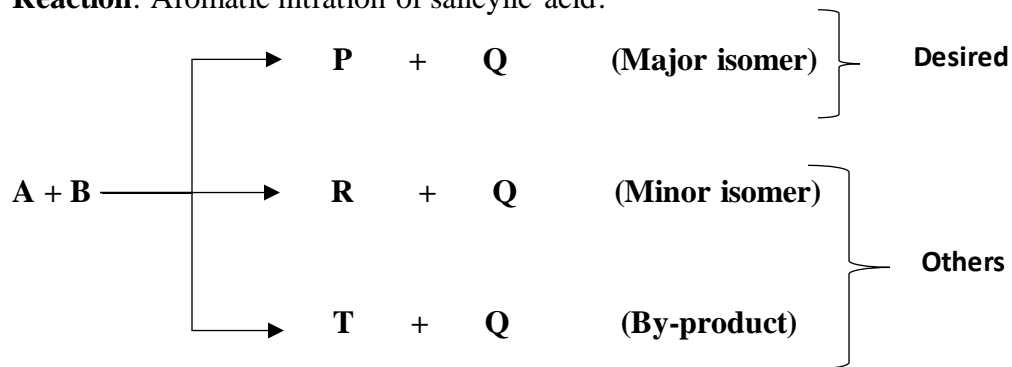 Reaction: Aromatic nitration of salicylic acid.
P + Q (Major isomer) Desired
A + B R + Q (Minor isomer)
Others
T + Q (By-product)